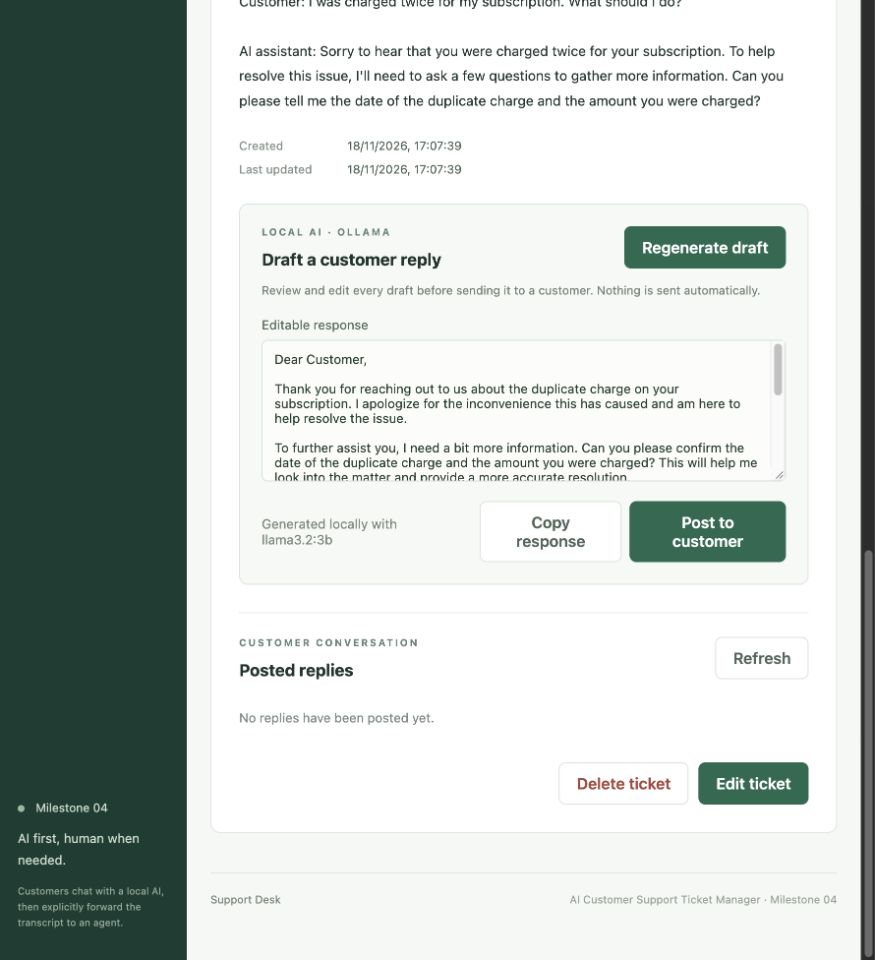 Customer: I was charged twice for my subscription. What should I do?
AI assistant: Sorry to hear that you were charged twice for your subscription. To help
resolve this issue, I'll need to ask a few questions to gather more information. Can you
please tell me the date of the duplicate charge and the amount you were charged?
Created 18/11/2026, 17:07:39
Last updated 18/11/2026, 17:07:39
LOCAL AI · OLLAMA
Draft a customer reply
Regenerate draft
Review and edit every draft before sending it to a customer. Nothing is sent automatically.
Editable response
Dear Customer,
Thank you for reaching out to us about the duplicate charge on your
subscription. I apologize for the inconvenience this has caused and am here to
help resolve the issue.
To further assist you, I need a bit more information. Can you please confirm the
date of the duplicate charge and the amount you were charged? This will help me
look into the matter and provide a more accurate resolution.
Generated locally with
llama3.2:3b
Copy
response
Post to
customer
CUSTOMER CONVERSATION
Posted replies
Refresh
No replies have been posted yet.
Delete ticket
Edit ticket
Milestone 04
AI first, human when
needed.
Customers chat with a local AI,
then explicitly forward the
transcript to an agent.
Support Desk
AI Customer Support Ticket Manager · Milestone 04